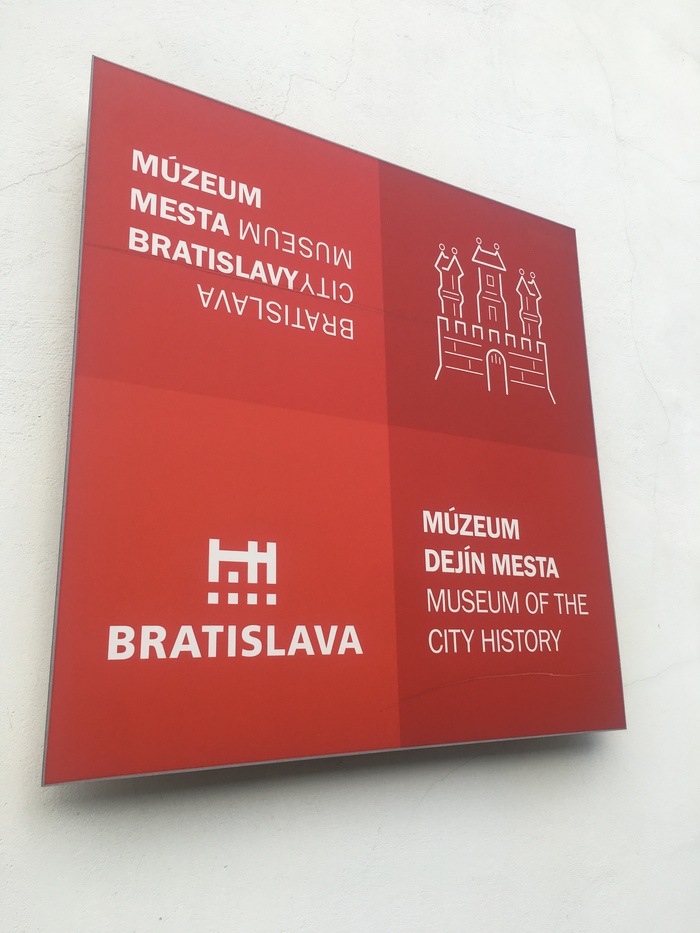 MÚZEUM
MESTA
BRATISLAVY
BRATISLAVA
CITY
MUSEUM
BRATISLAVA
MÚZEUM
DEJÍN MESTA
MUSEUM OF THE
CITY HISTORY